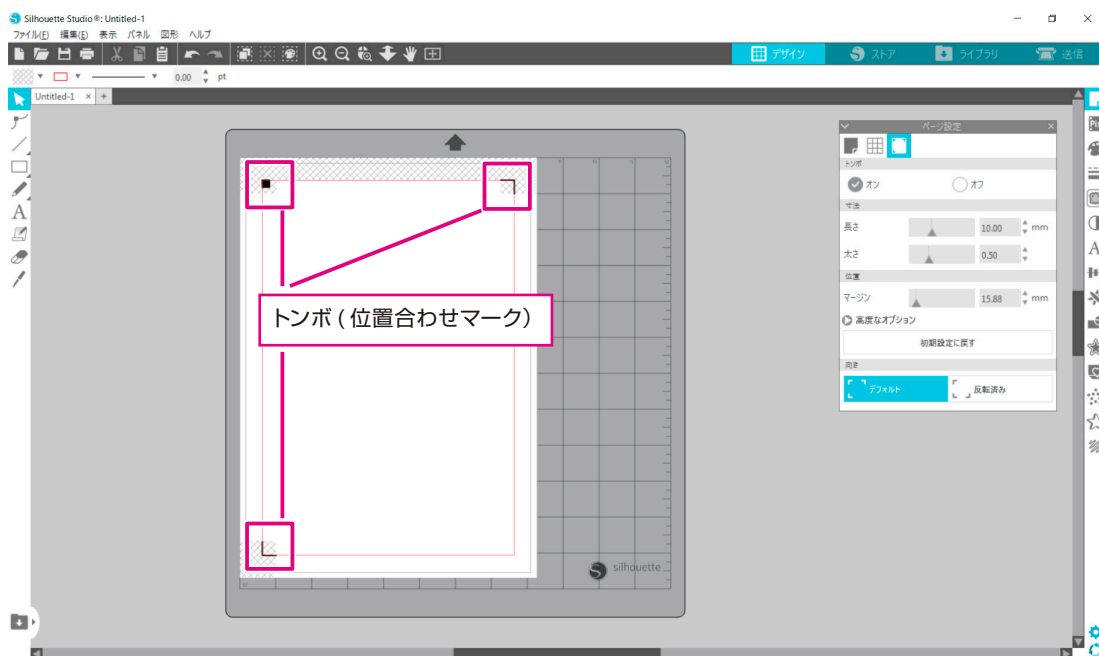 Silhouette Studio®: Untitled-1
ファイル(F) 編集(E) 表示 パネル 図形 ヘルプ
デザイン ストア ライブラリ 送信
0.00 pt
Untitled-1 × +
ページ設定
トンボ
オン オフ
寸法
長さ 10.00 mm
太さ 0.50
位置
マージン 15.88 mm
高度なオプション
初期設定に戻す
向き
デフォルト 反転済み
トンボ ( 位置合わせマーク)
silhouette